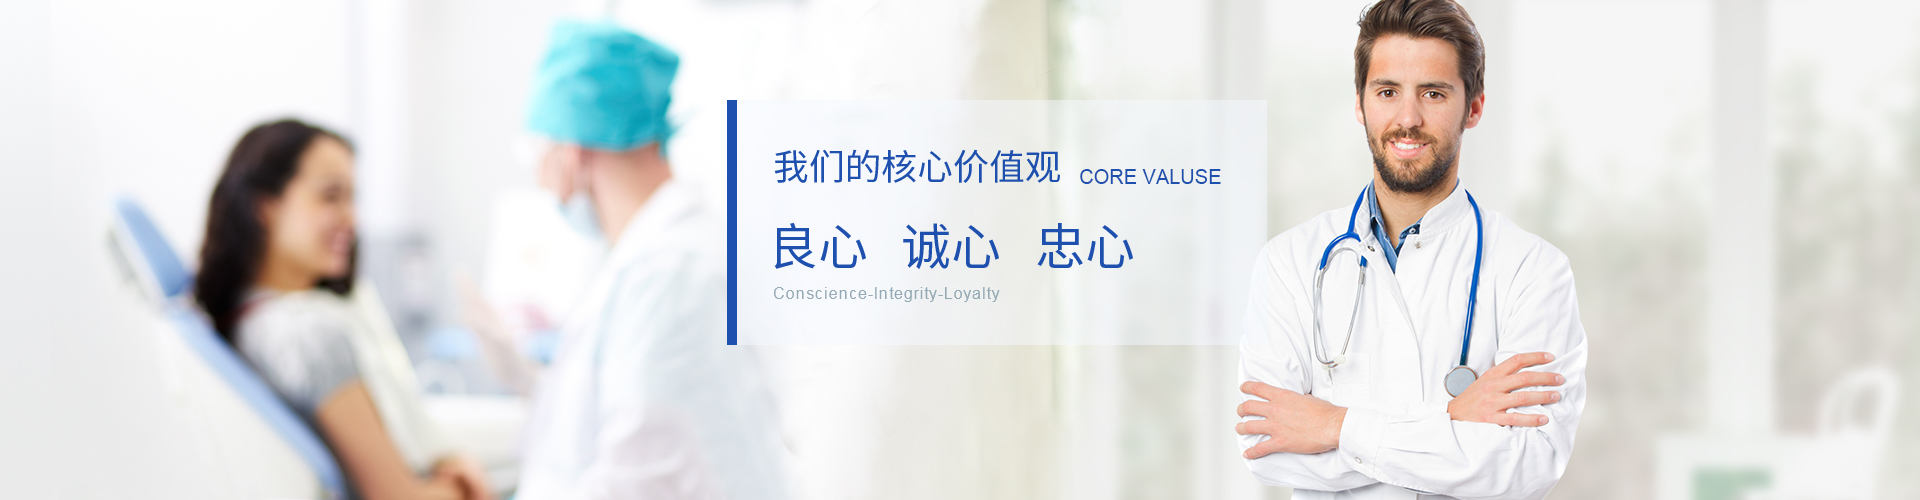 我们的核心价值观 CORE VALUSE
良心 诚心 忠心
Conscience-Integrity-Loyalty